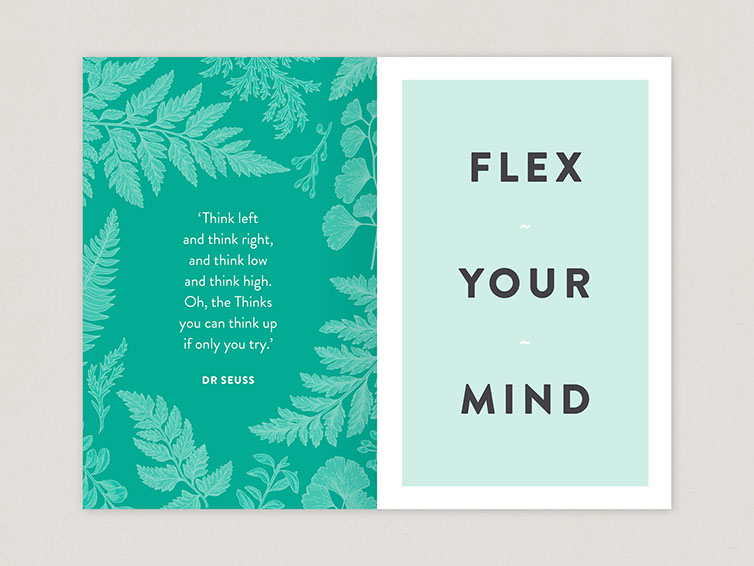 ‘Think left
and think right,
and think low
and think high.
Oh, the Thinks
you can think up
if only you try.’
DR SEUSS
FLEX
~
YOUR
~
MIND